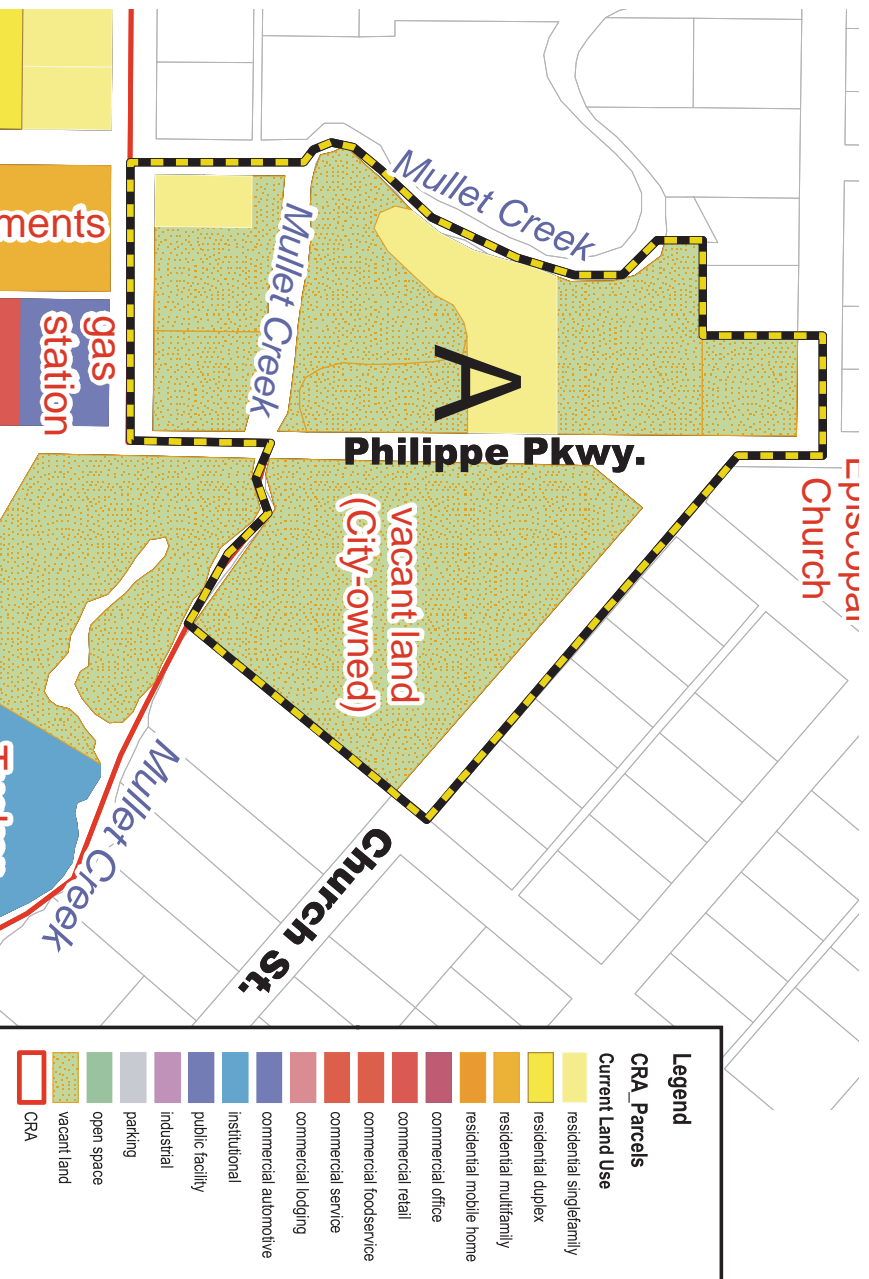 Episcopal
Church
Mullet Creek
Mullet Creek
A
Philippe Pkwy.
vacant land
(City-owned)
gas
station
ments
Mullet Creek
Church St.
Legend
CRA_Parcels
Current Land Use
residential singlefamily
residential duplex
residential multifamily
residential mobile home
commercial office
commercial retail
commercial foodservice
commercial service
commercial lodging
commercial automotive
institutional
public facility
industrial
parking
open space
vacant land
CRA